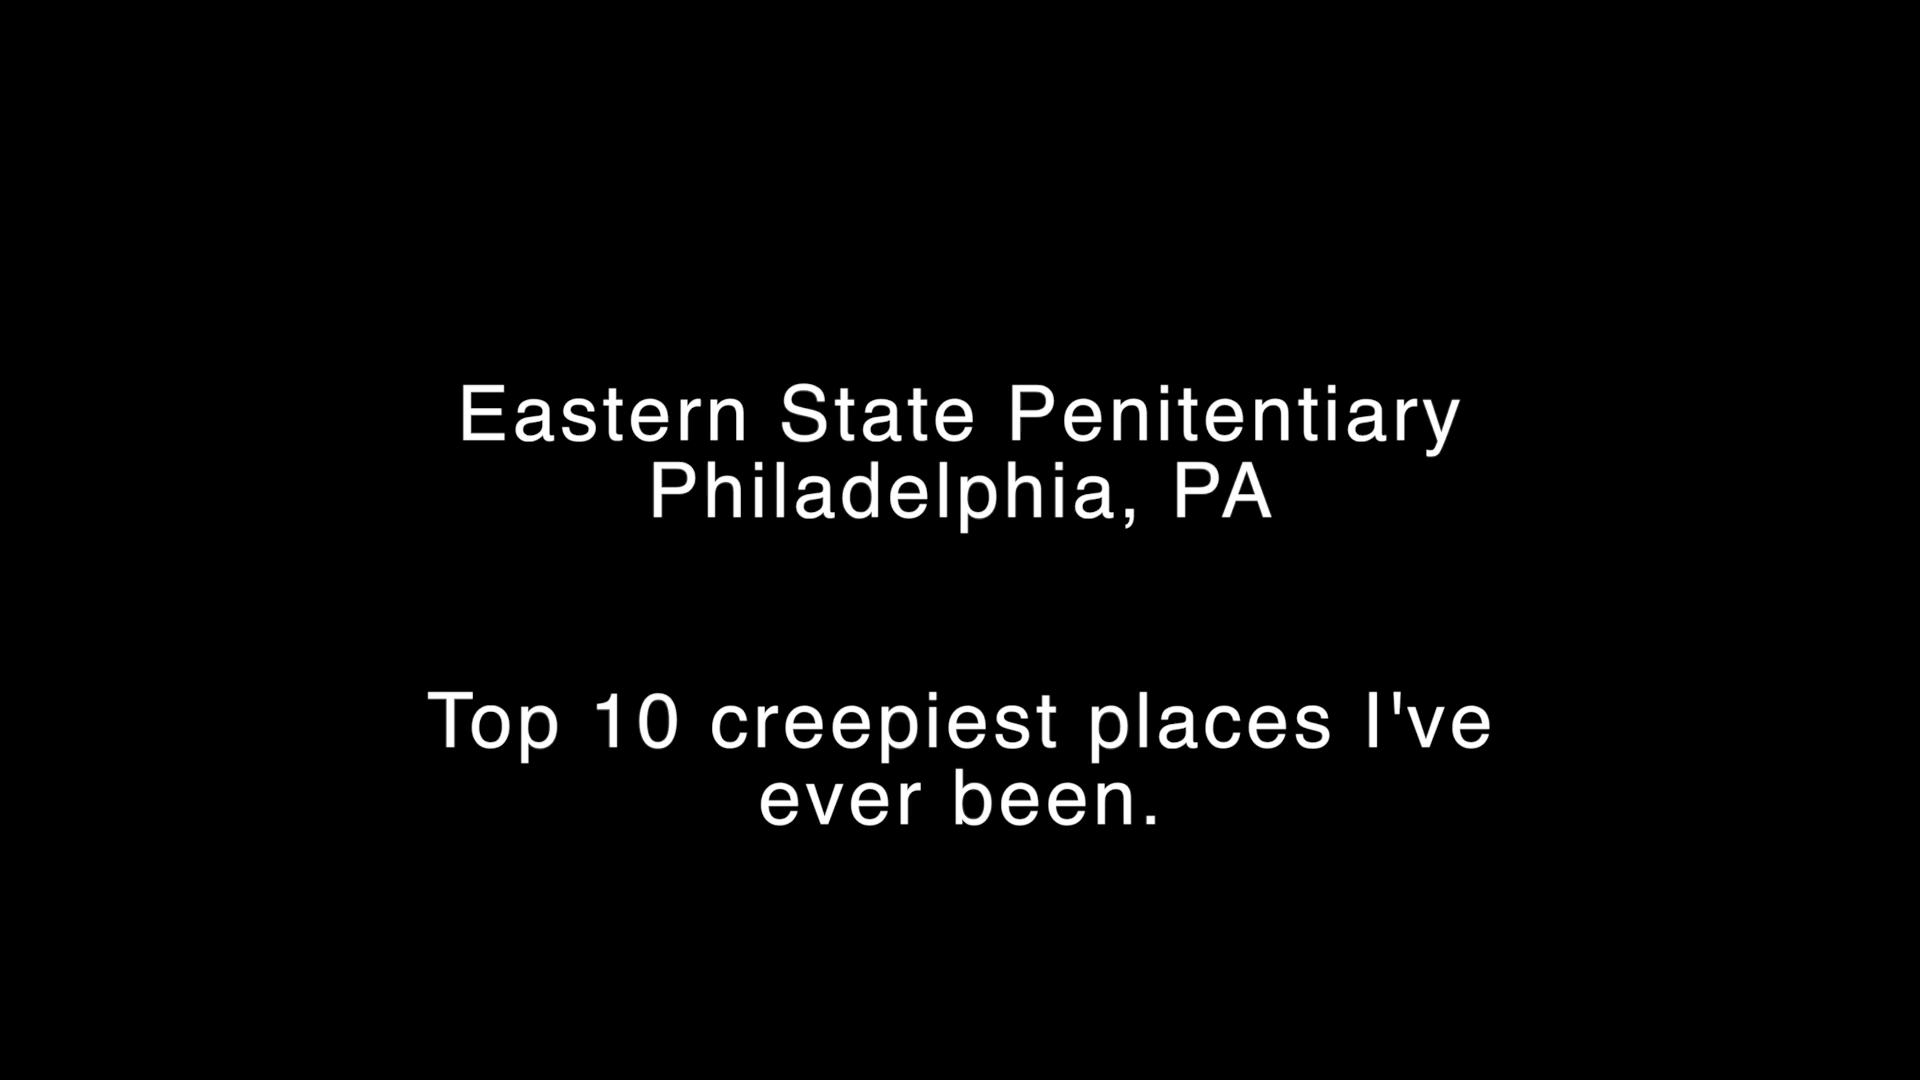 Eastern State Penitentiary
Philadelphia, PA
Top 10 creepiest places I've
ever been.